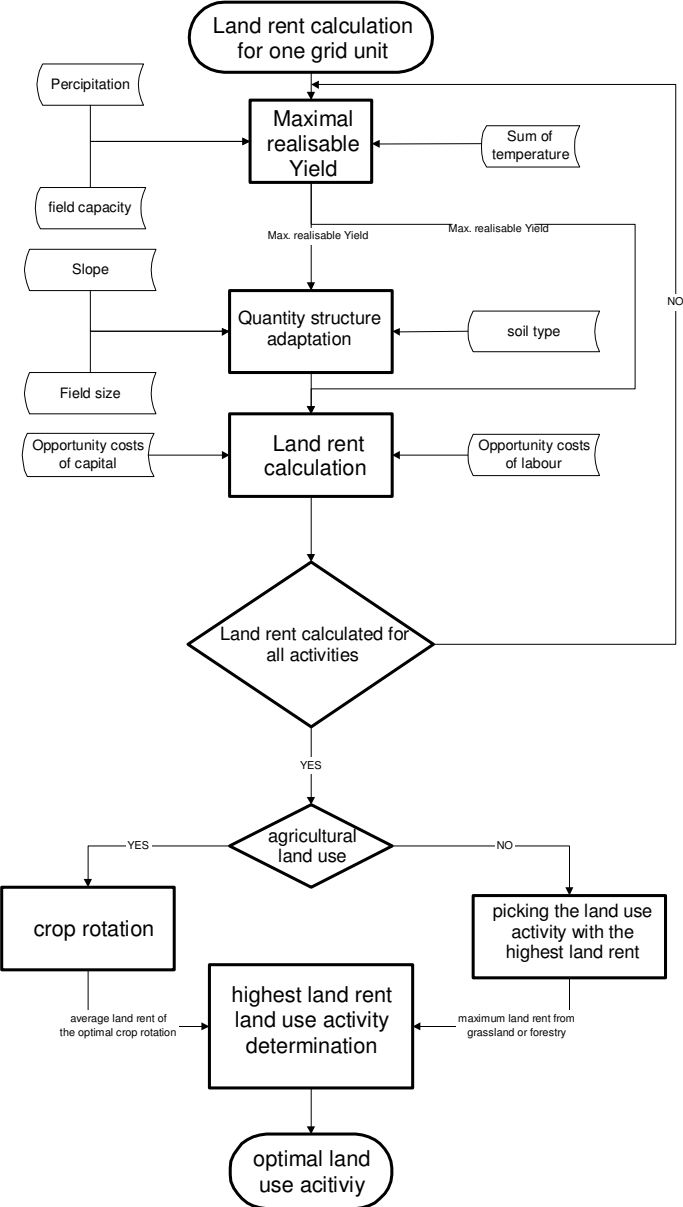 Land rent calculation
for one grid unit
Percipitation
Maximal
realisable
Yield
Sum of
temperature
field capacity
Max. realisable Yield
Max. realisable Yield
Slope
NO
Quantity structure
adaptation
soil type
Field size
Opportunity costs
of capital
Land rent
calculation
Opportunity costs
of labour
Land rent calculated for
all activities
YES
agricultural
land use
YES
NO
crop rotation
picking the land use
activity with the
highest land rent
highest land rent
land use activity
determination
average land rent of
the optimal crop rotation
maximum land rent from
grassland or forestry
optimal land
use acitiviy